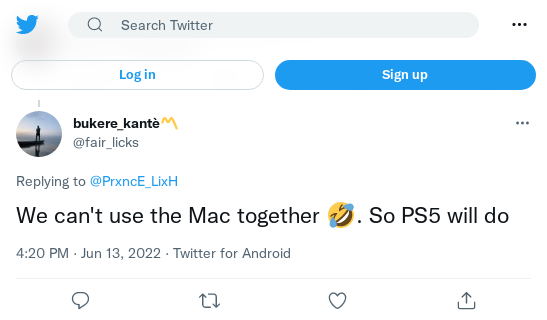 Search Twitter
Log in
Sign up
bukere_kantè〽️
@fair_licks
Replying to @PrxncE_LixH
We can't use the Mac together 🤣. So PS5 will do
4:20 PM · Jun 13, 2022 · Twitter for Android